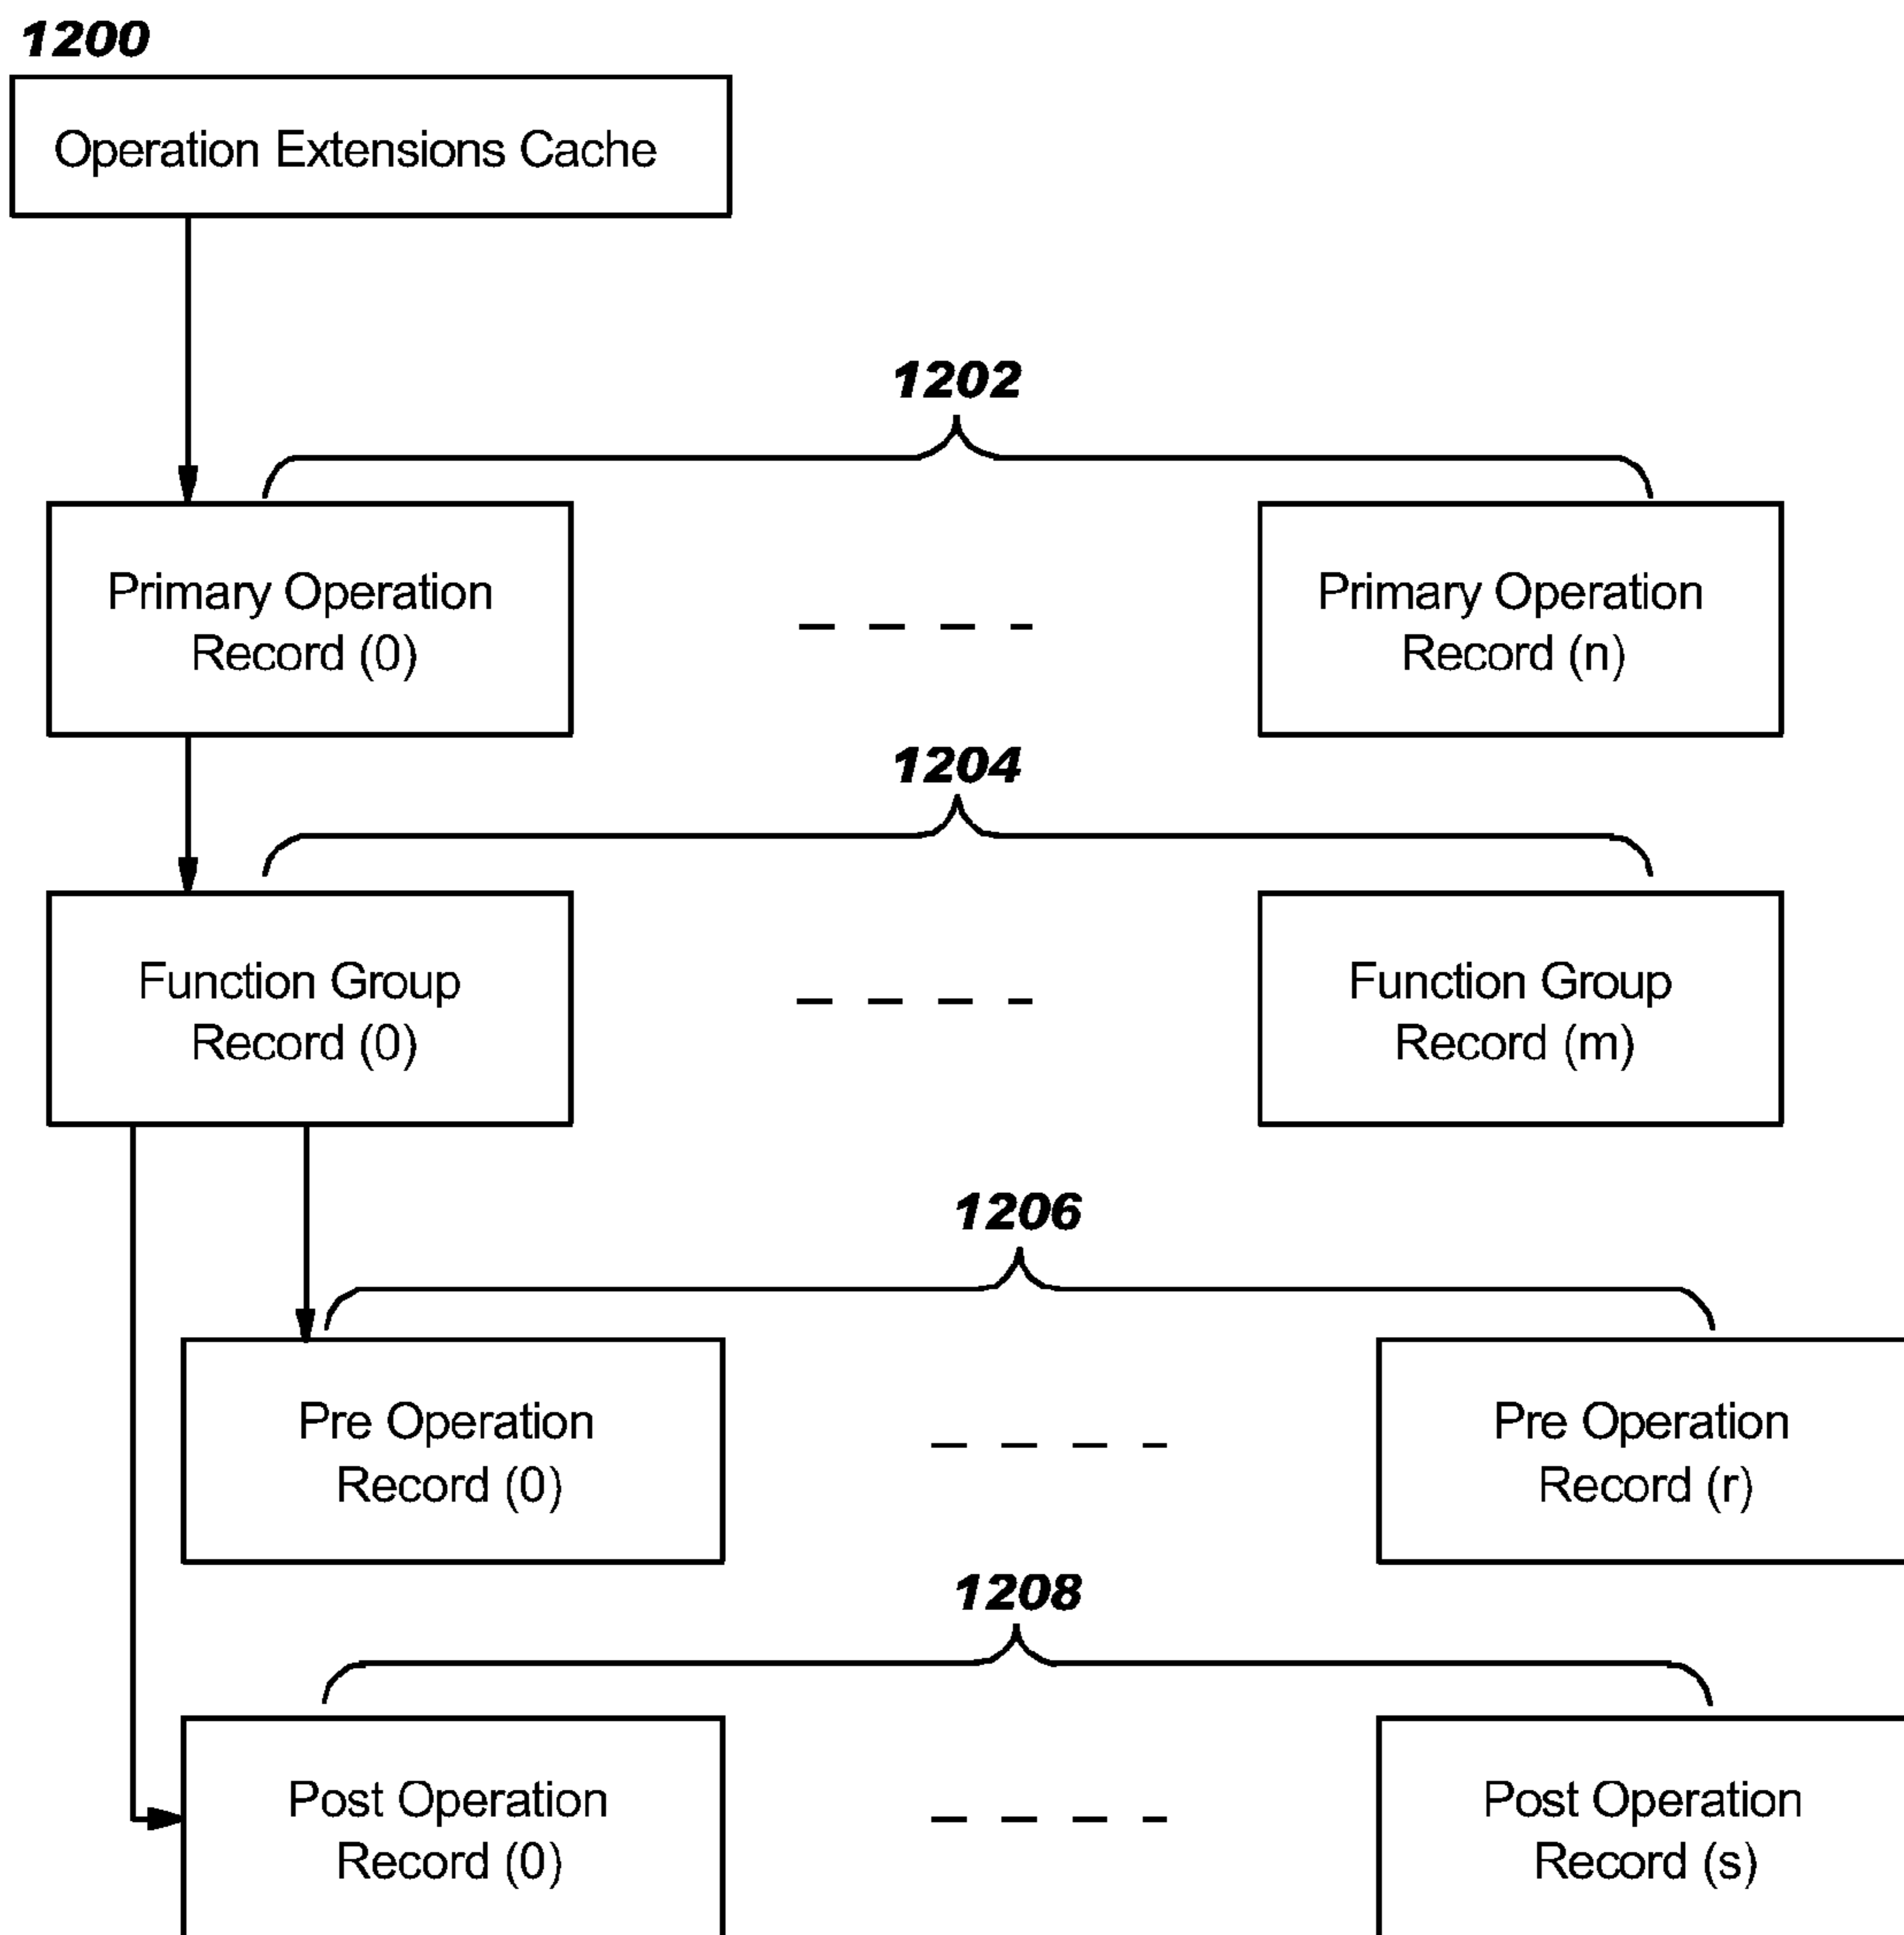 1200
Operation Extensions Cache
1202
Primary Operation
Record (0)
Primary Operation
Record (n)
1204
Function Group
Record (0)
Function Group
Record (m)
1206
Pre Operation
Record (0)
Pre Operation
Record (r)
1208
Post Operation
Record (0)
Post Operation
Record (s)